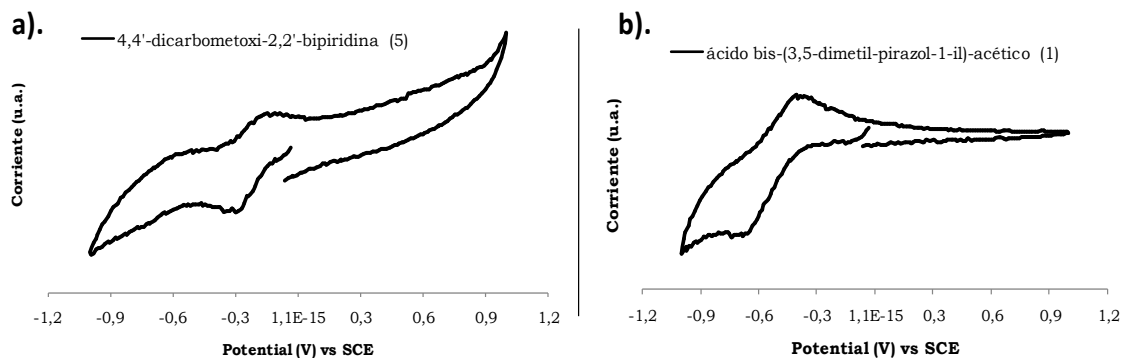 a).
4,4'-dicarbometoxi-2,2'-bipiridina (5)
Corriente (u.a.)
-1,2 -0,9 -0,6 -0,3 1,1E-15 0,3 0,6 0,9 1,2
Potential (V) vs SCE
b).
ácido bis-(3,5-dimetil-pirazol-1-il)-acético (1)
Corriente (u.a.)
-1,2 -0,9 -0,6 -0,3 1,1E-15 0,3 0,6 0,9 1,2
Potential (V) vs SCE